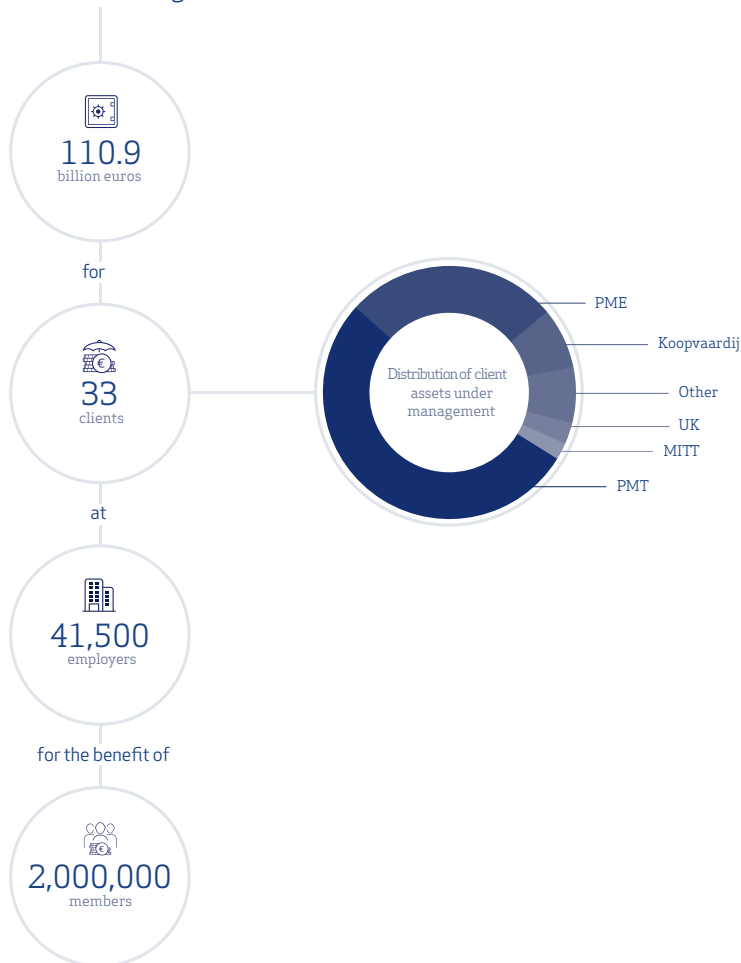 110.9
billion euros
for
33
clients
Distribution of client
assets under
management
PME
Koopvaardij
Other
UK
MITT
PMT
at
41,500
employers
for the benefit of
2,000,000
members